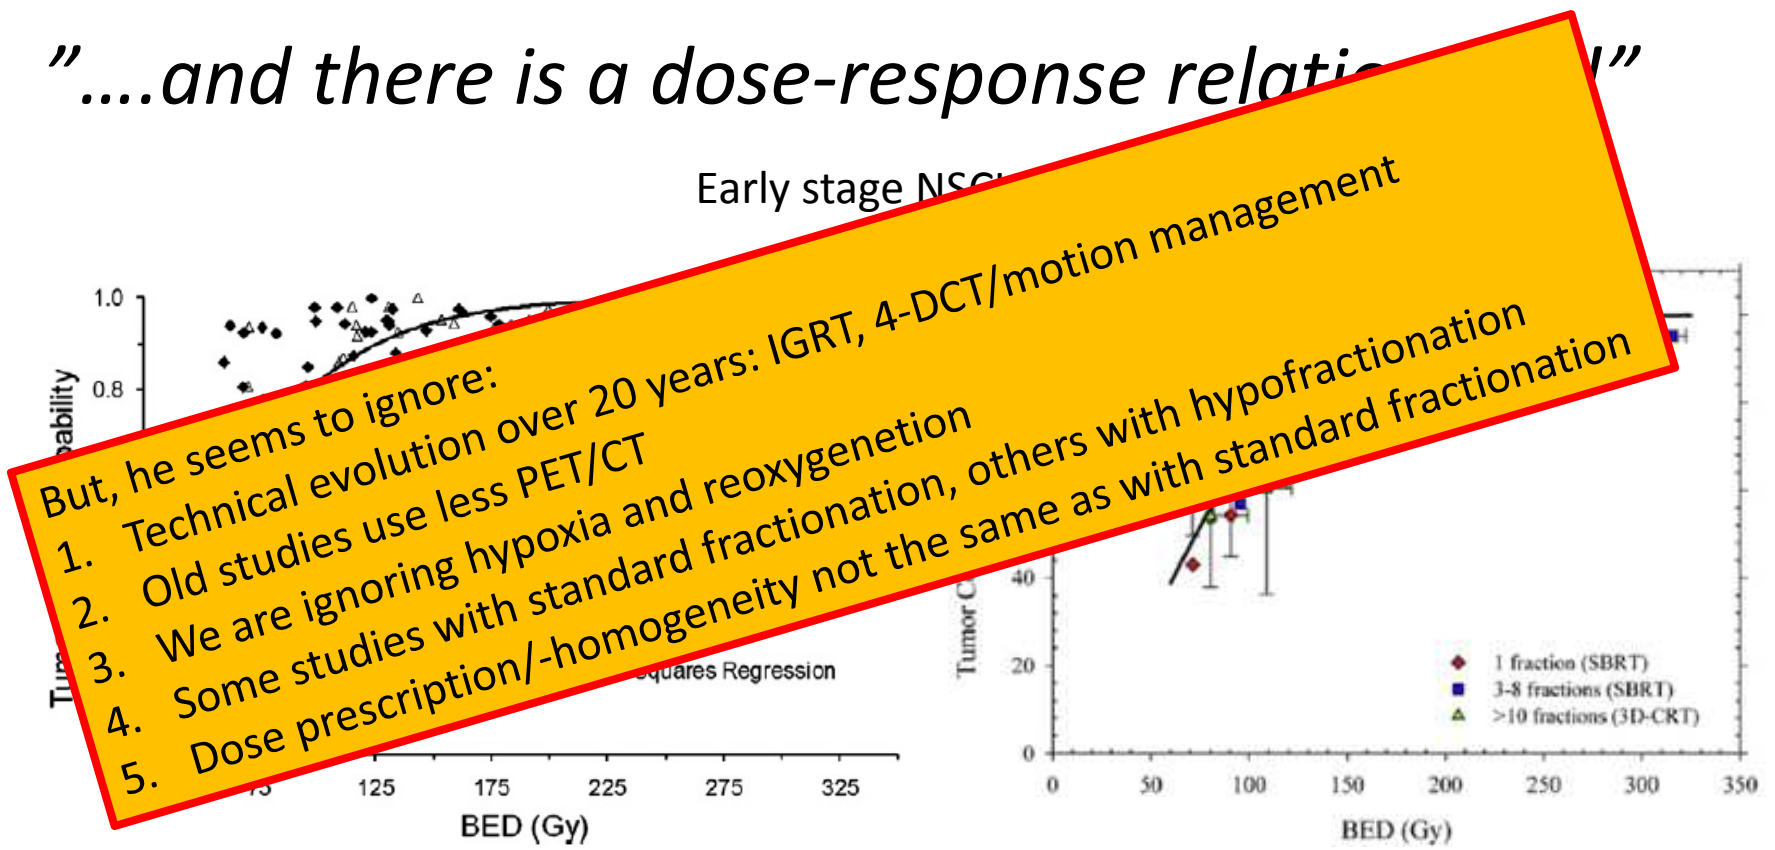 ”….and there is a dose-response
Early stage
But, he seems to ignore:
1. Technical evolution over 20 years: IGRT, 4-DCT/motion management
2. Old studies use less PET/CT
3. We are ignoring hypoxia and reoxygenetion
4. Some studies with standard fractionation, others with hypofractionation
5. Dose prescription/-homogeneity not the same as with standard fractionation
1.0
0.8
Regression
125 175 225 275 325
BED (Gy)
Tumor
40
20
0
1 fraction (SBRT)
3-8 fractions (SBRT)
>10 fractions (3D-CRT)
0 50 100 150 200 250 300 350
BED (Gy)